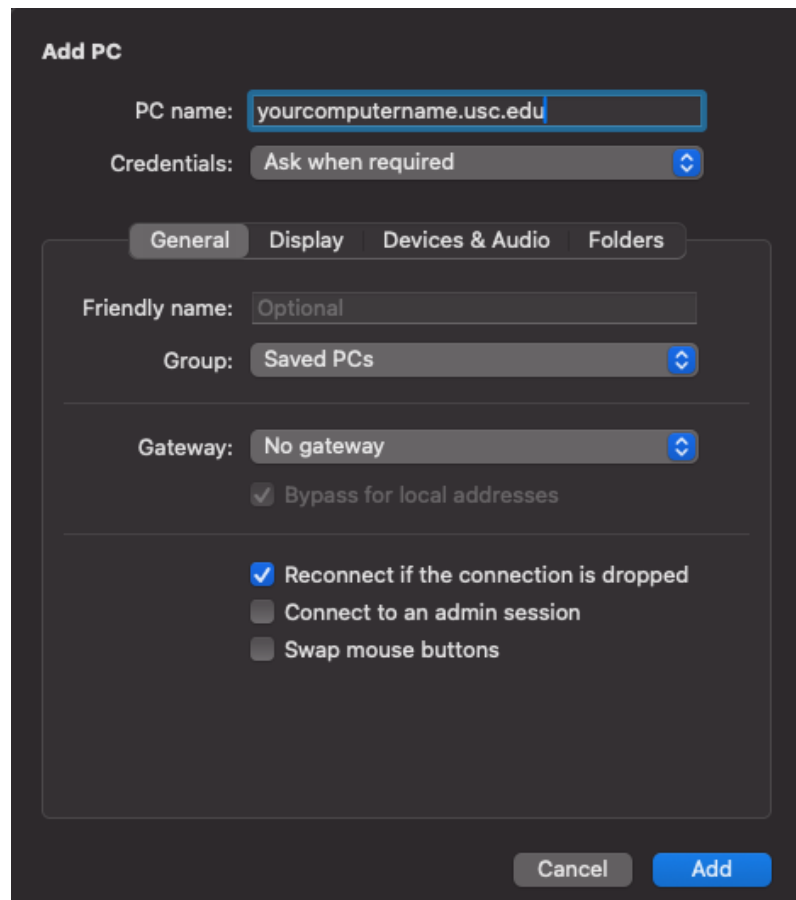 Add PC
PC name: yourcomputername.usc.edu
Credentials: Ask when required
General Display Devices & Audio Folders
Friendly name: Optional
Group: Saved PCs
Gateway: No gateway
Bypass for local addresses
Reconnect if the connection is dropped
Connect to an admin session
Swap mouse buttons
Cancel Add